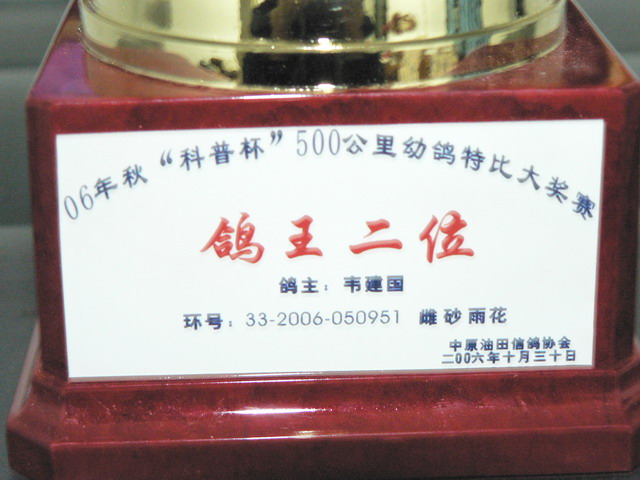 06年秋“科普杯”500公里幼鸽特比大奖赛
鸽王二位
鸽主：韦建国
环号：33-2006-050951 雌砂雨花
中原油田信鸽协会
二00六年十月三十日